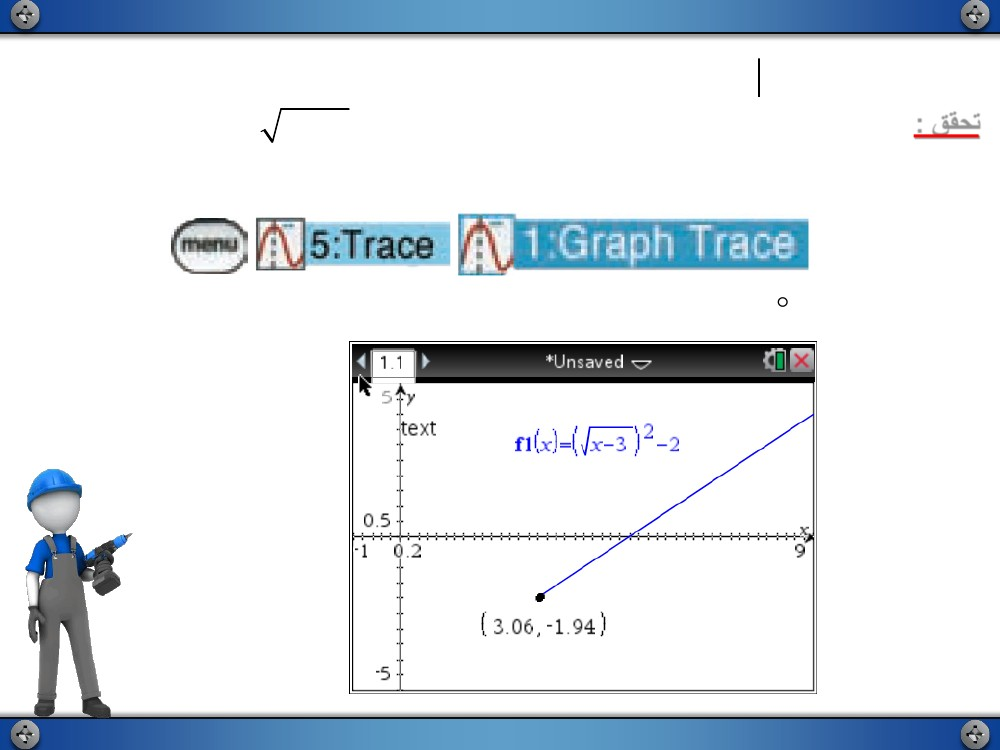 تحقق :
menu 5:Trace 1:Graph Trace
1.1 *Unsaved
5 y
text
f1(x)=(√x-3)²-2
0.5
x
-1 0.2 9
(3.06,-1.94)
-5